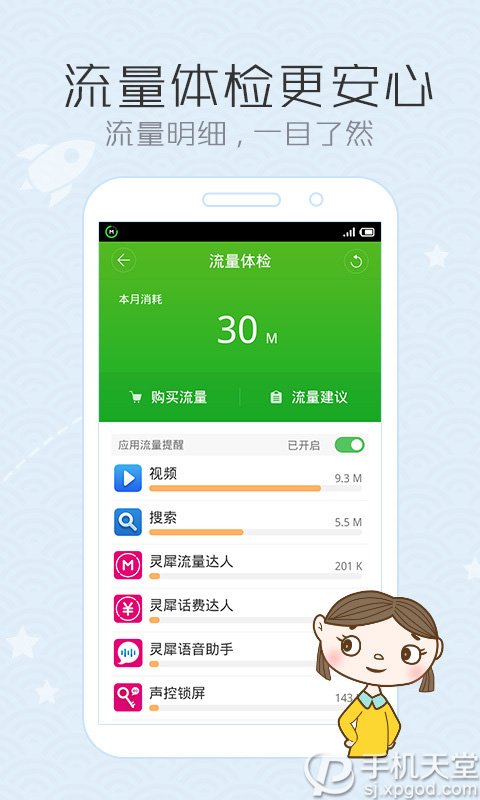 流量体检更安心
流量明细，一目了然
流量体检
本月消耗
30 M
购买流量
流量建议
应用流量提醒
已开启
视频
9.3 M
搜索
5.5 M
灵犀流量达人
201 K
灵犀话费达人
灵犀语音助手
声控锁屏
143
手机天堂
sj.xpgod.com